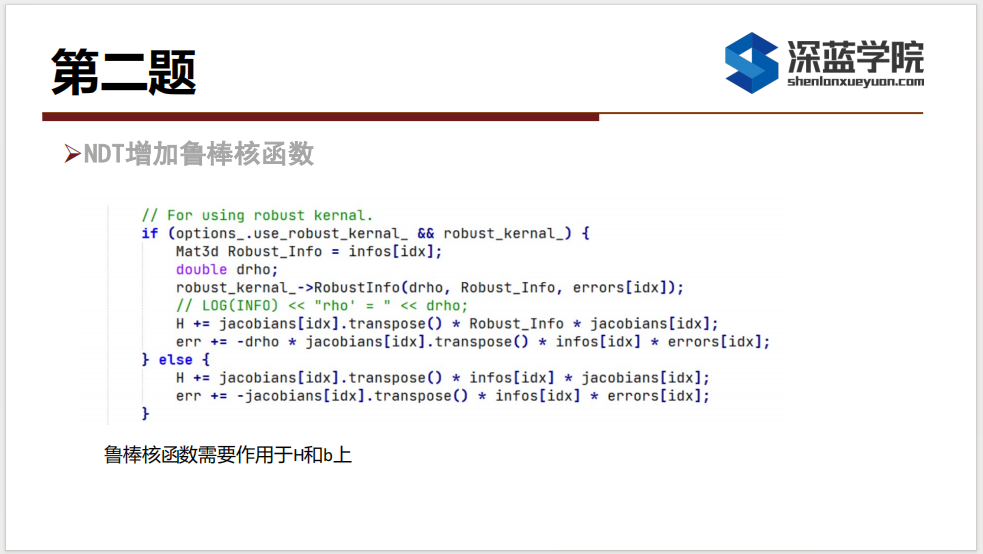 第二题
深蓝学院
shenlanxueyuan.com
➢NDT增加鲁棒核函数
// For using robust kernel.
if (options_.use_robust_kernel_ && robust_kernel_) {
    Mat3d Robust_Info = infos[idx];
    double drho;
    robust_kernel_->RobustInfo(drho, Robust_Info, errors[idx]);
    // LOG(INFO) << "rho' = " << drho;
    H += jacobians[idx].transpose() * Robust_Info * jacobians[idx];
    err += -drho * jacobians[idx].transpose() * infos[idx] * errors[idx];
} else {
    H += jacobians[idx].transpose() * infos[idx] * jacobians[idx];
    err += -jacobians[idx].transpose() * infos[idx] * errors[idx];
}
鲁棒核函数需要作用于H和b上